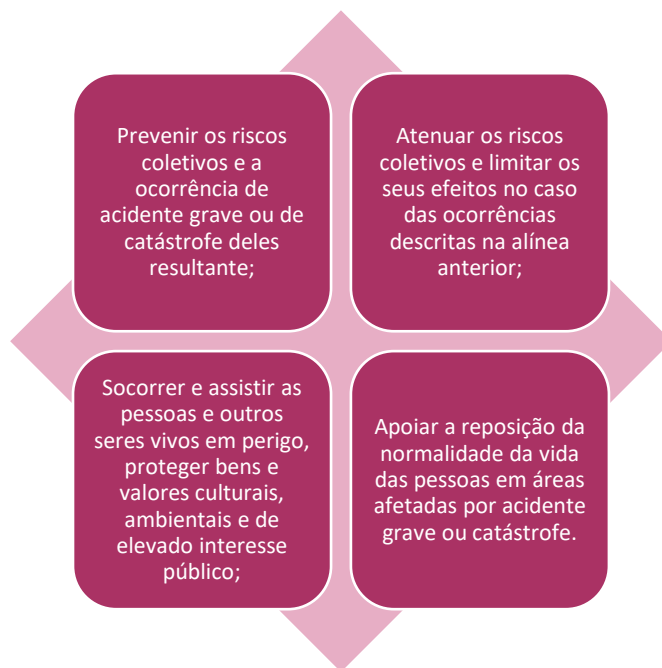 Prevenir os riscos
coletivos e a
ocorrência de
acidente grave ou de
catástrofe deles
resultante;
Atenuar os riscos
coletivos e limitar os
seus efeitos no caso
das ocorrências
descritas na alínea
anterior;
Socorrer e assistir as
pessoas e outros
seres vivos em perigo,
proteger bens e
valores culturais,
ambientais e de
elevado interesse
público;
Apoiar a reposição da
normalidade da vida
das pessoas em áreas
afetadas por acidente
grave ou catástrofe.